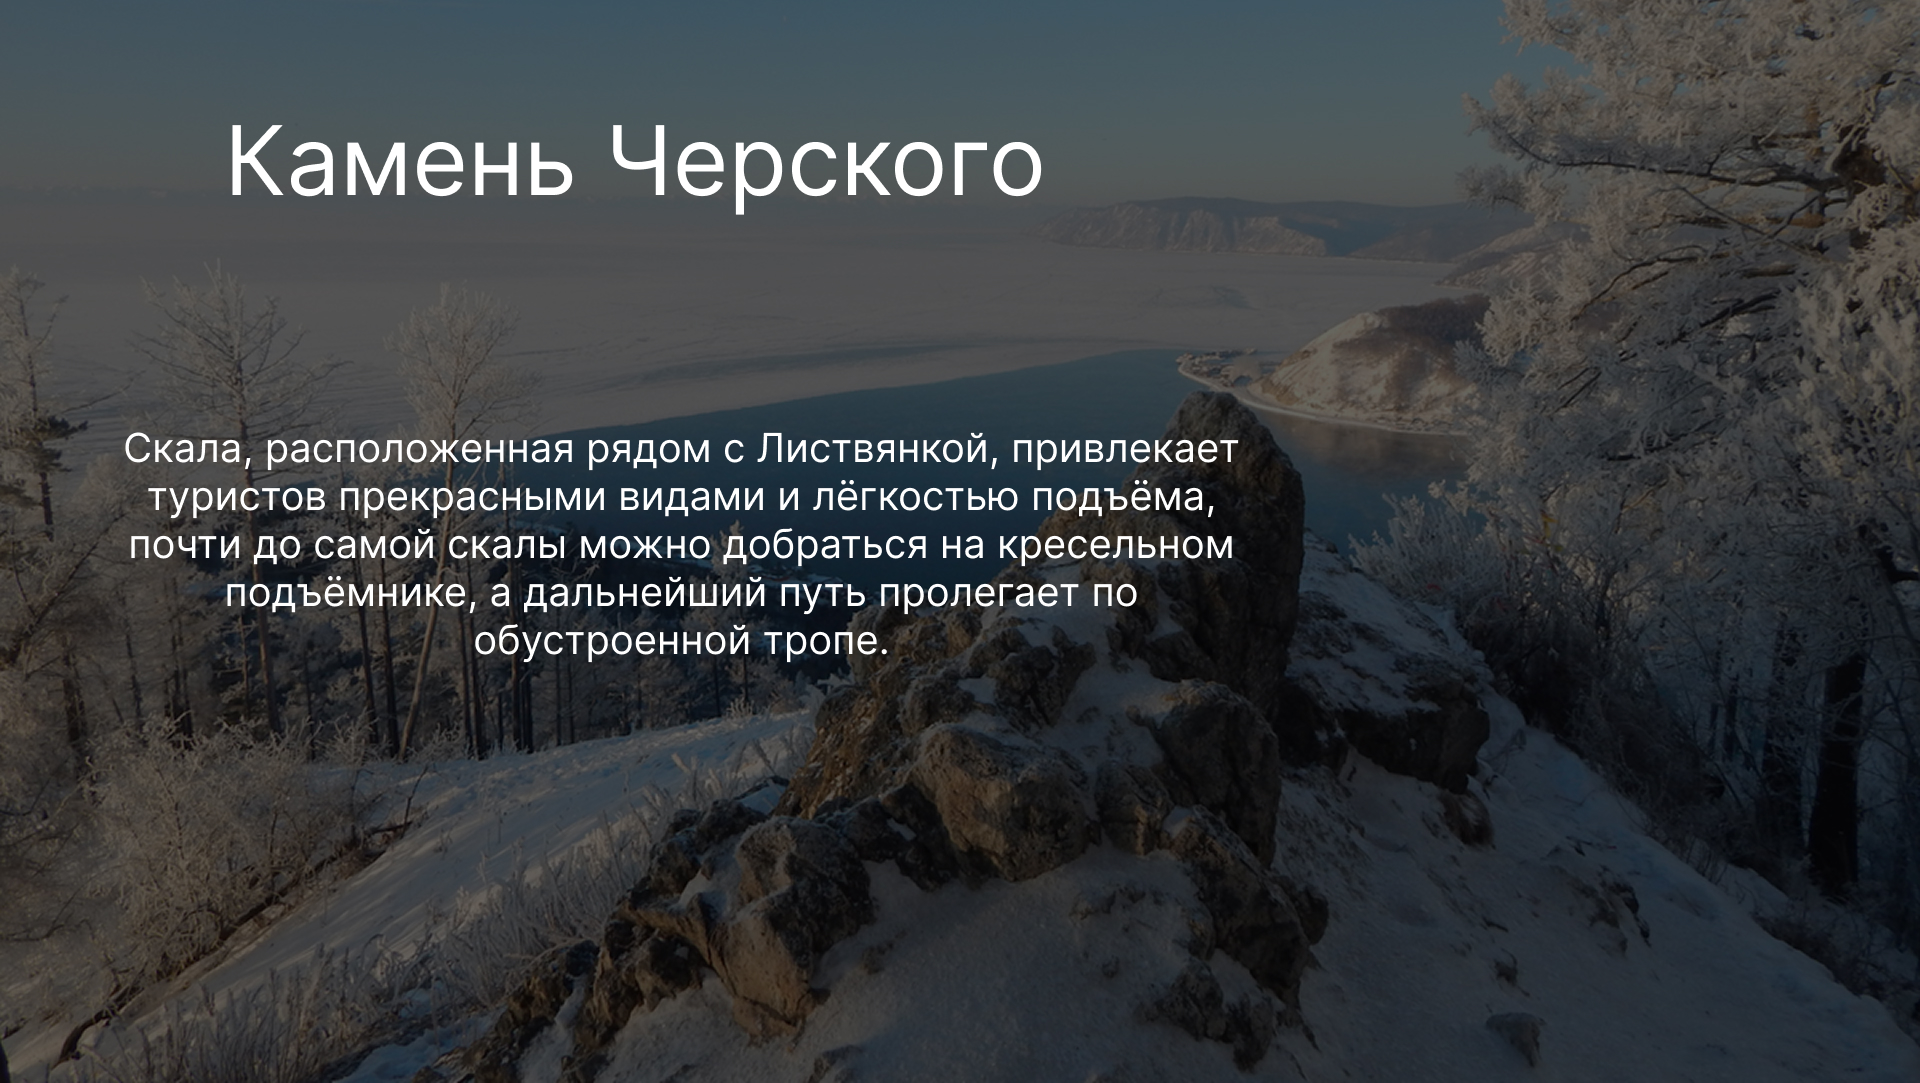 Камень Черского
Скала, расположенная рядом с Листвянкой, привлекает
туристов прекрасными видами и лёгкостью подъёма,
почти до самой скалы можно добраться на кресельном
подъёмнике, а дальнейший путь пролегает по
обустроенной тропе.